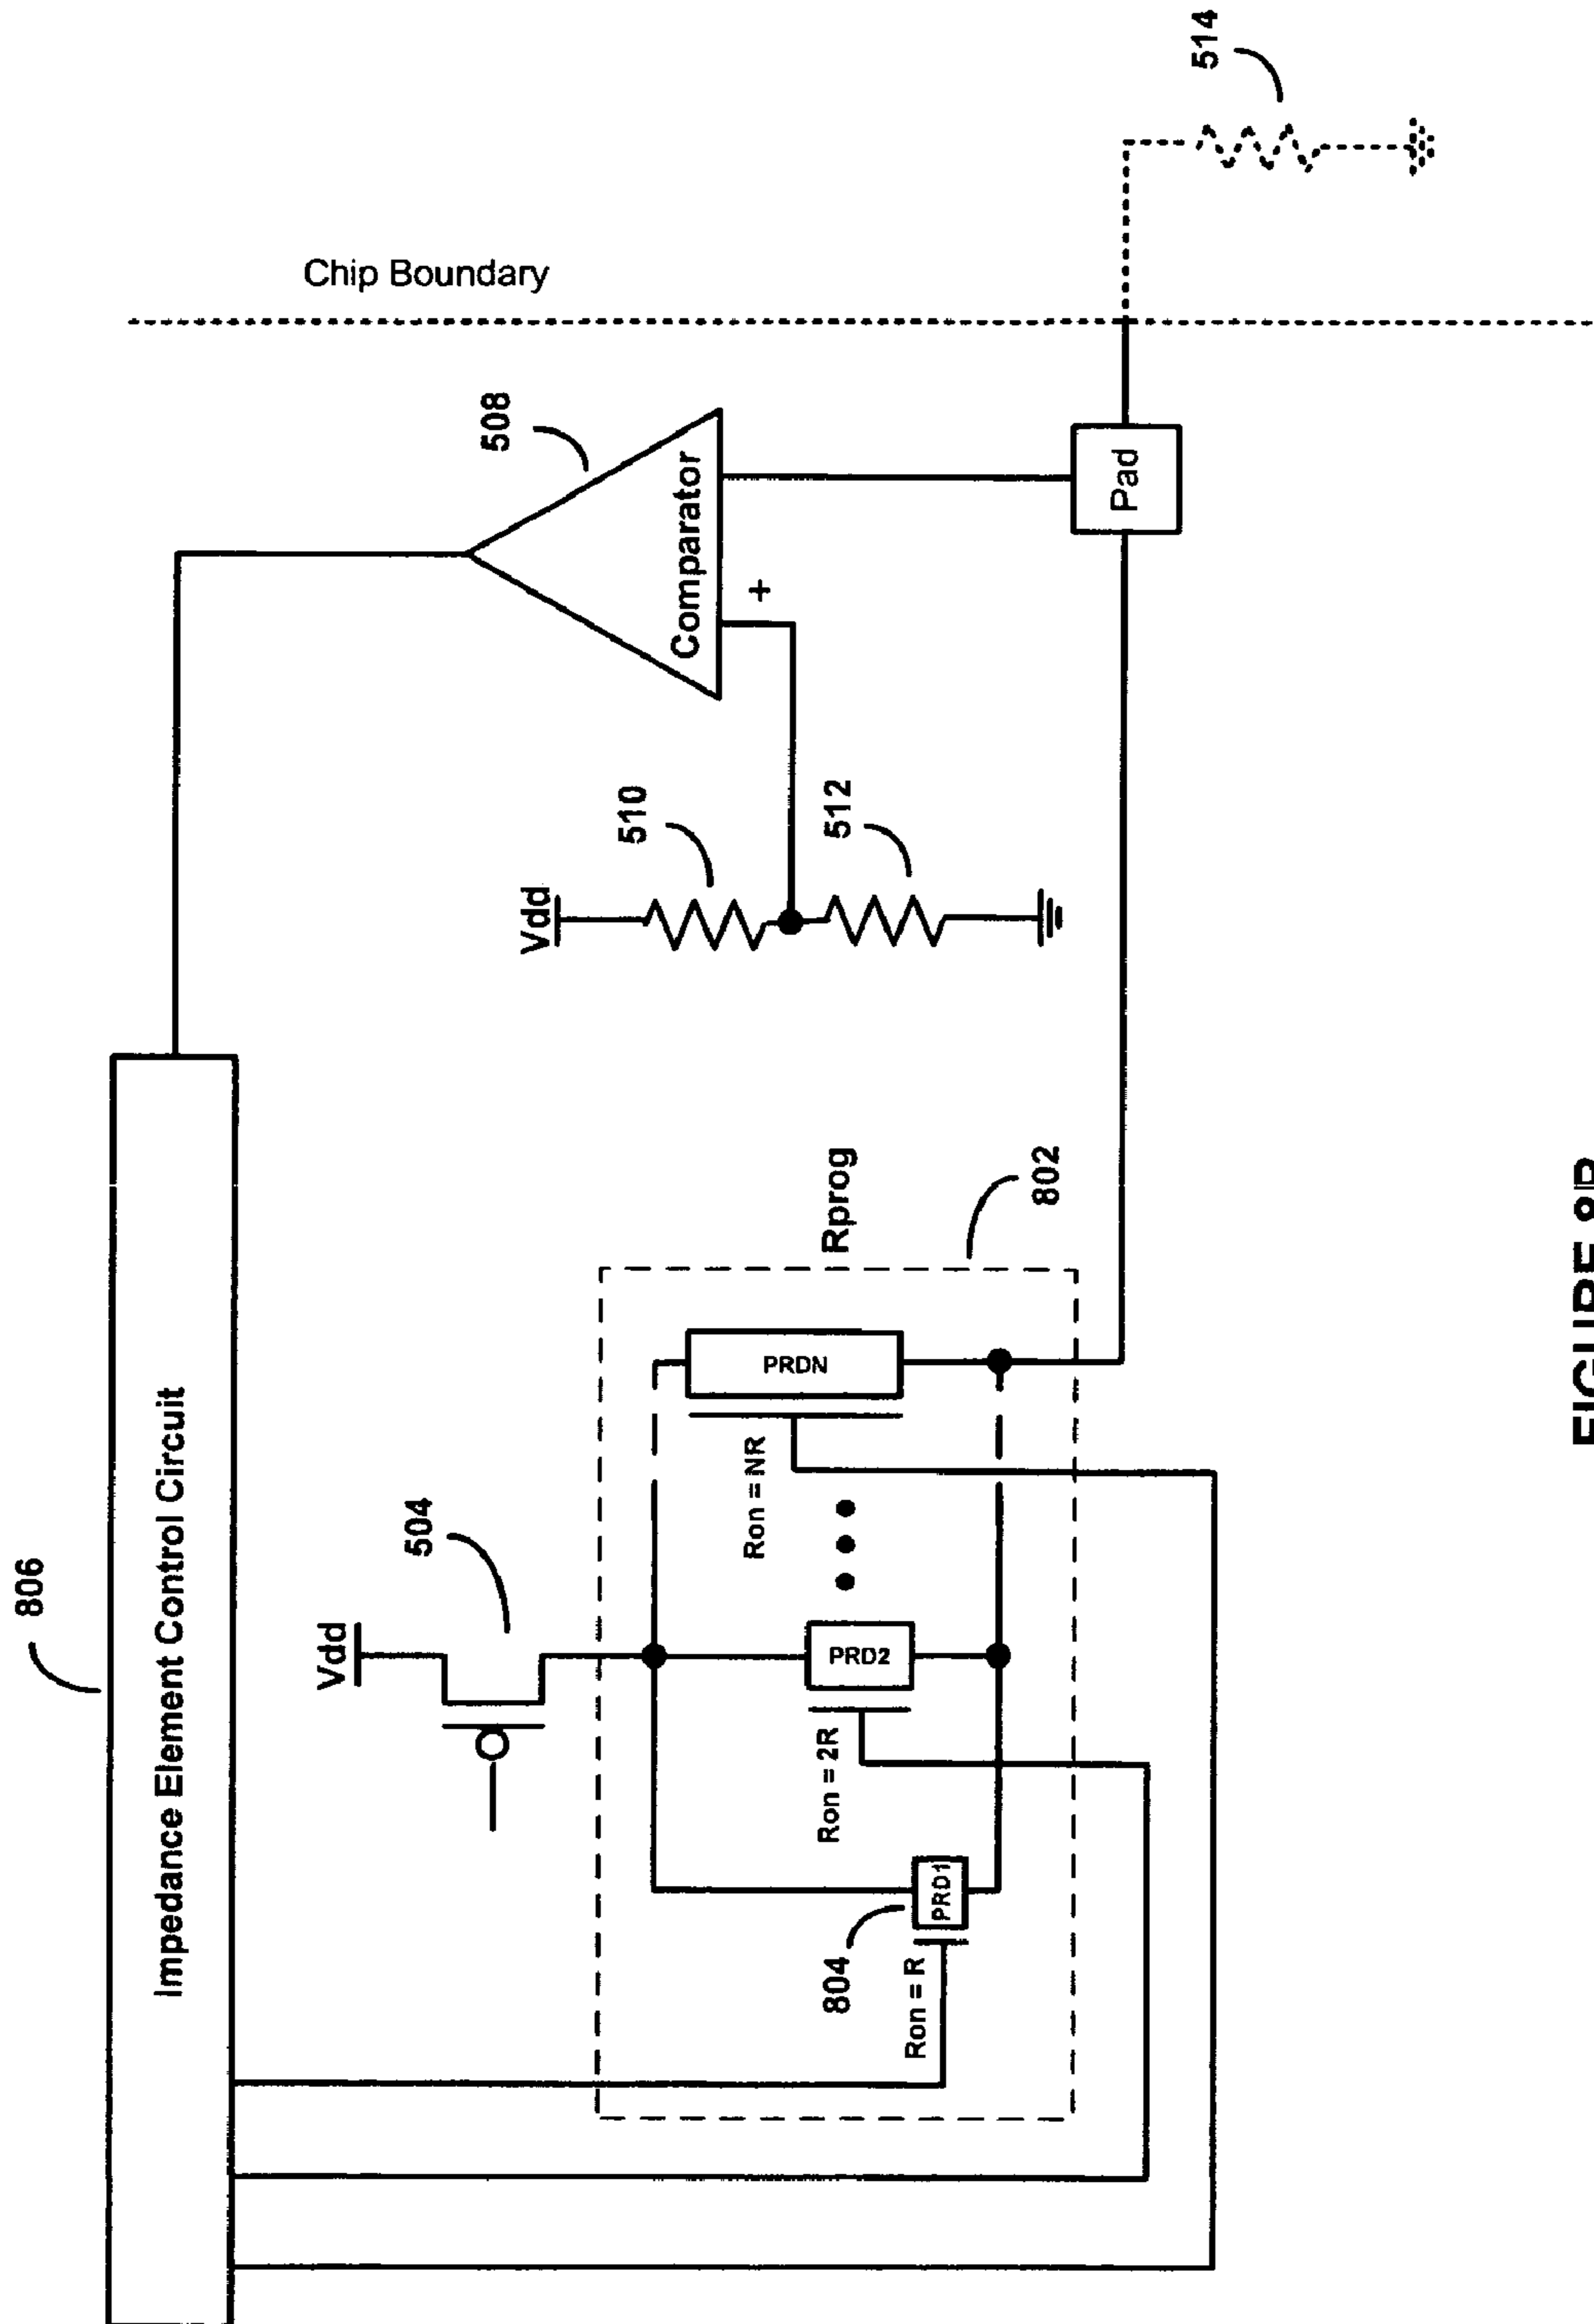 806
Impedance Element Control Circuit
Vdd
504
Rprog
802
Ron = R
804
PRD1
Ron = 2R
PRD2
Ron = NR
PRDN
Vdd
510
512
508
Comparator
+
Pad
Chip Boundary
514